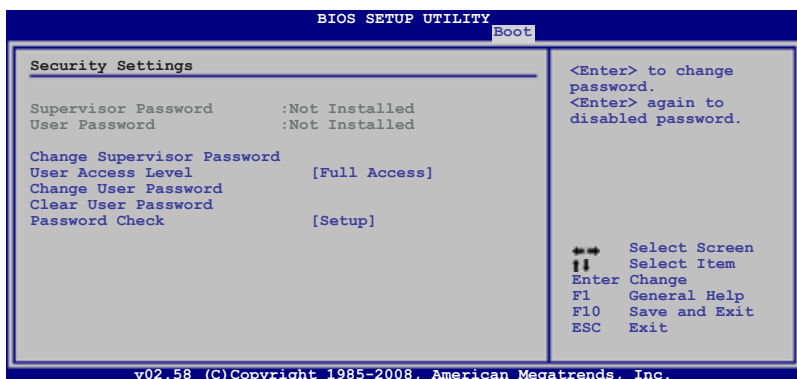 BIOS SETUP UTILITY
Boot
Security Settings
Supervisor Password :Not Installed
User Password :Not Installed
Change Supervisor Password
User Access Level [Full Access]
Change User Password
Clear User Password
Password Check [Setup]
<Enter> to change
password.
<Enter> again to
disabled password.
Select Screen
Select Item
Enter Change
F1 General Help
F10 Save and Exit
ESC Exit
v02.58 (C)Copyright 1985-2008, American Megatrends, Inc.